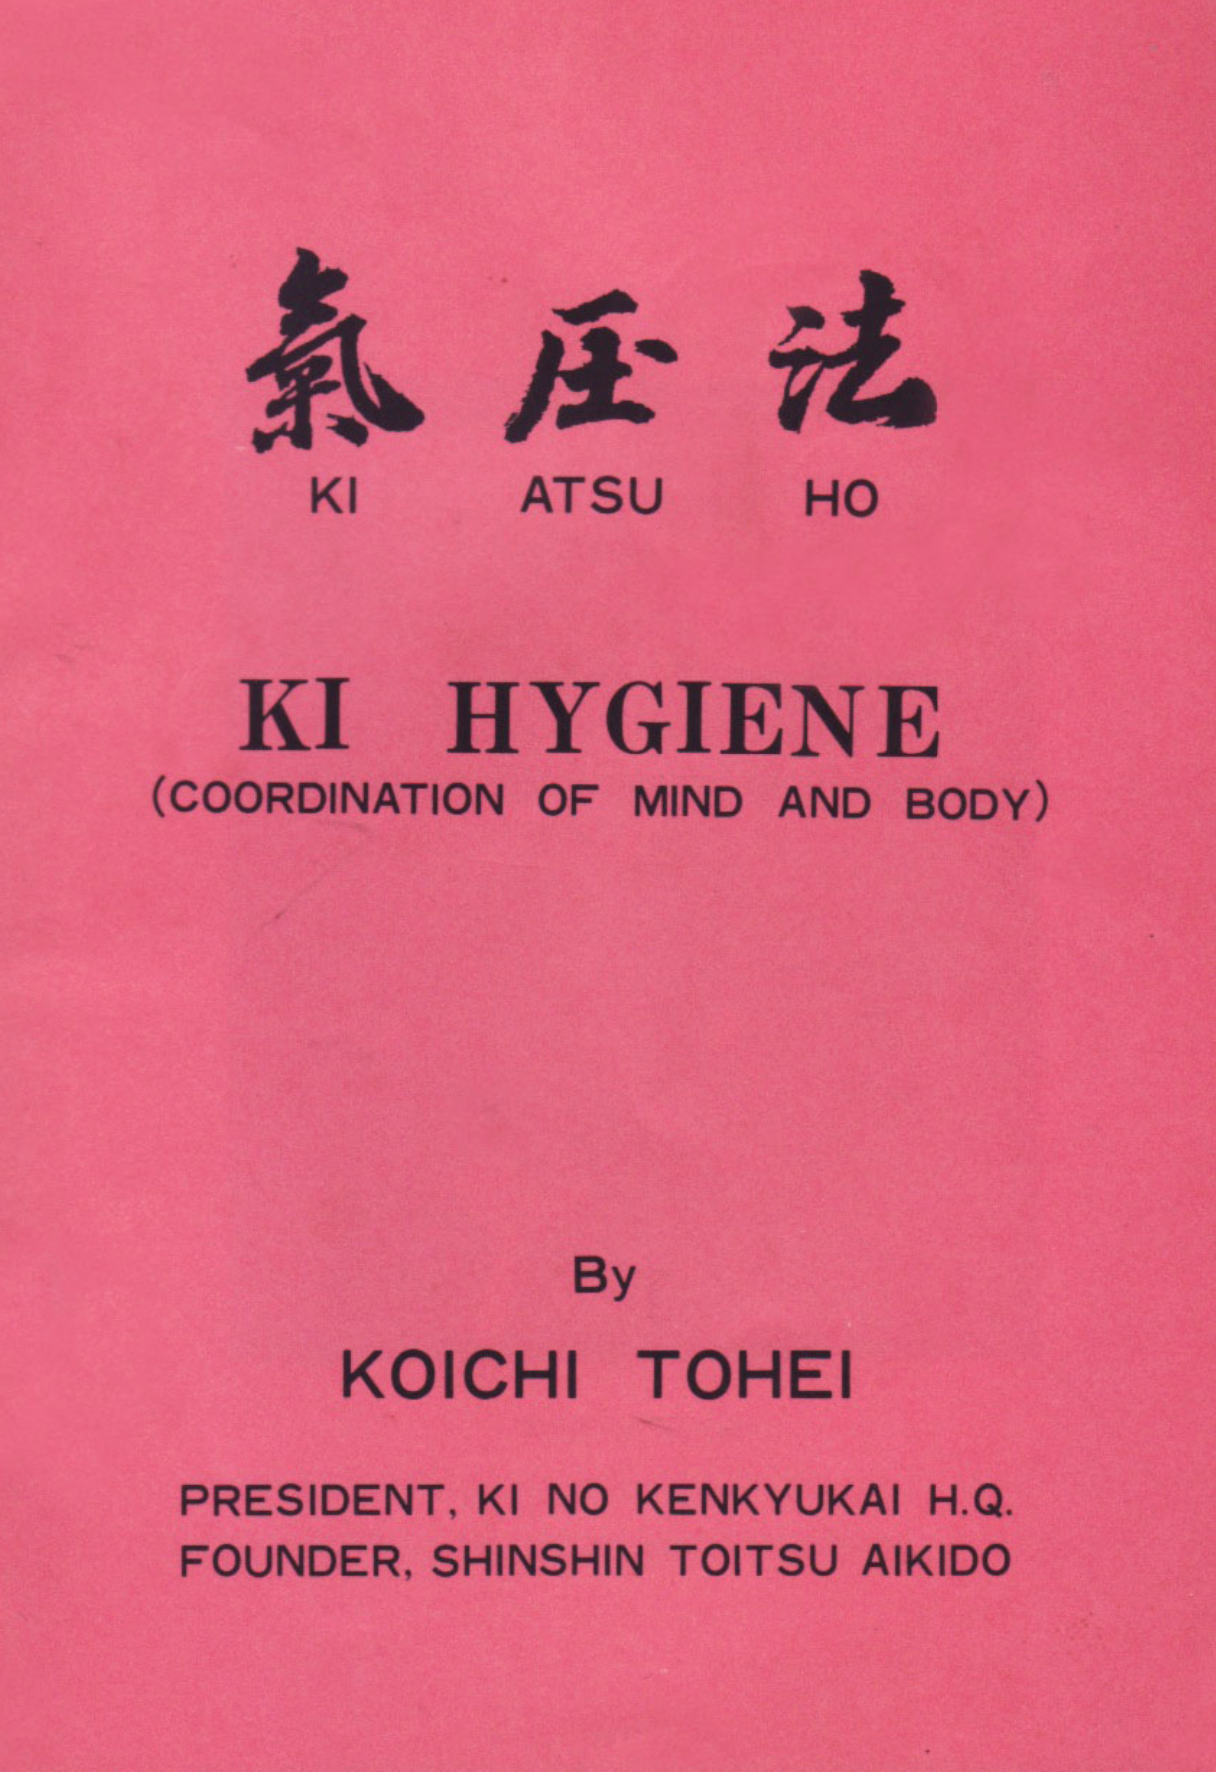 氣 圧 法
KI ATSU HO
KI HYGIENE
(COORDINATION OF MIND AND BODY)
By
KOICHI TOHEI
PRESIDENT, KI NO KENKYUKAI H.Q.
FOUNDER, SHINSHIN TOITSU AIKIDO